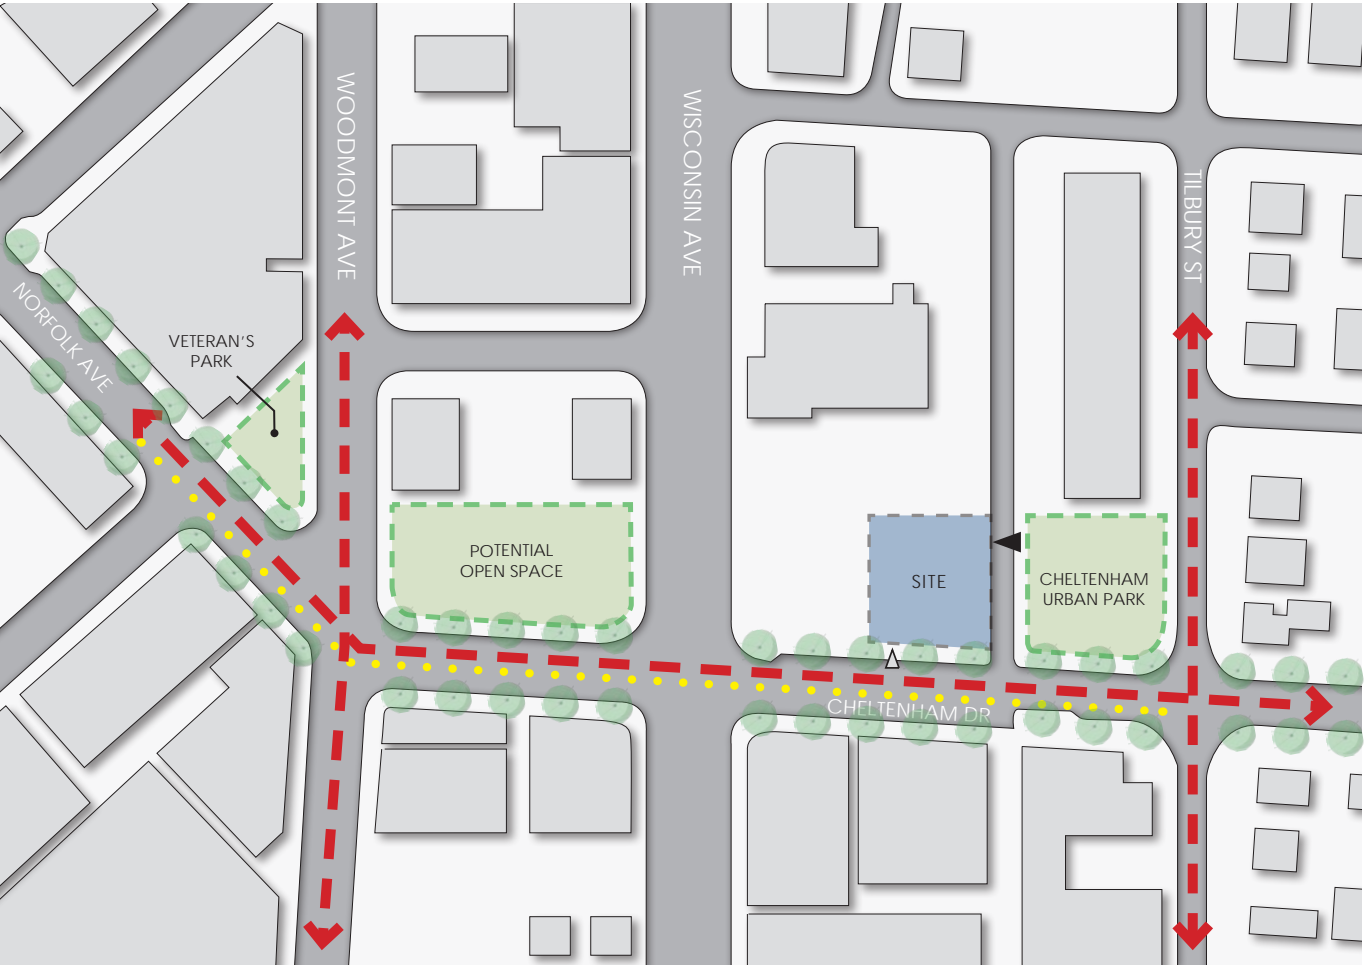 WOODMONT AVE
WISCONSIN AVE
TILBURY ST
NORFOLK AVE
VETERAN'S
PARK
POTENTIAL
OPEN SPACE
SITE
CHELTENHAM
URBAN PARK
CHELTENHAM DR